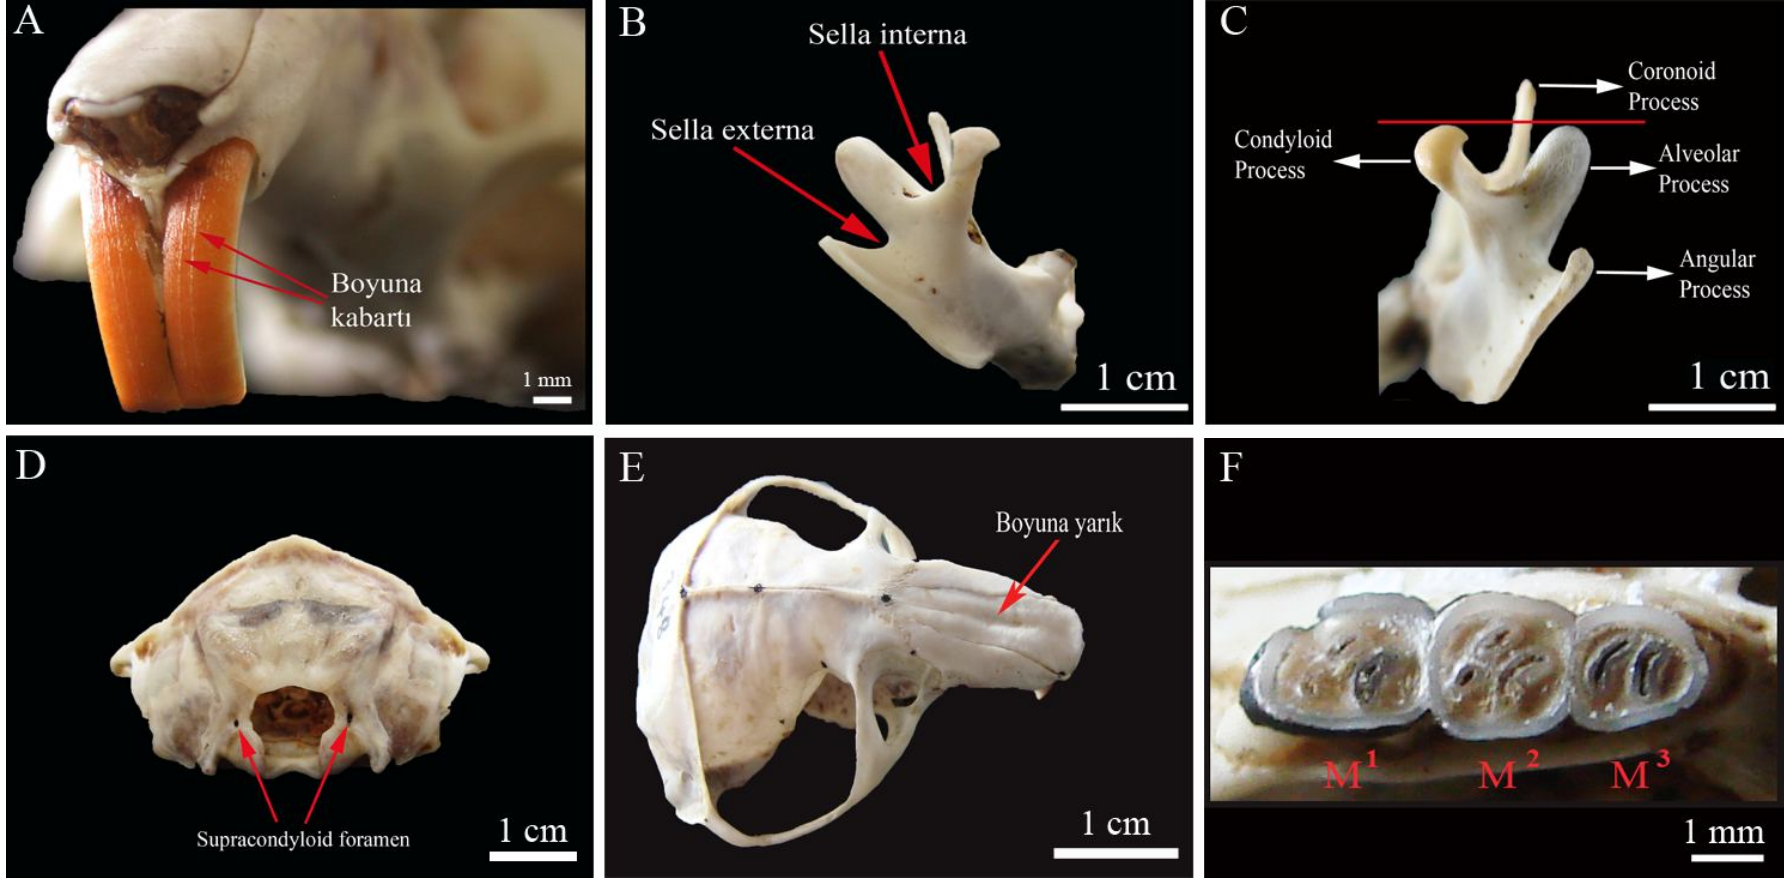 A
Boyuna
kabartı
1 mm
B
Sella interna
Sella externa
1 cm
C
Coronoid
Process
Condyloid
Process
Alveolar
Process
Angular
Process
1 cm
D
Supracondyloid foramen
1 cm
E
Boyuna yarık
1 cm
F
M1
M2
M3
1 mm